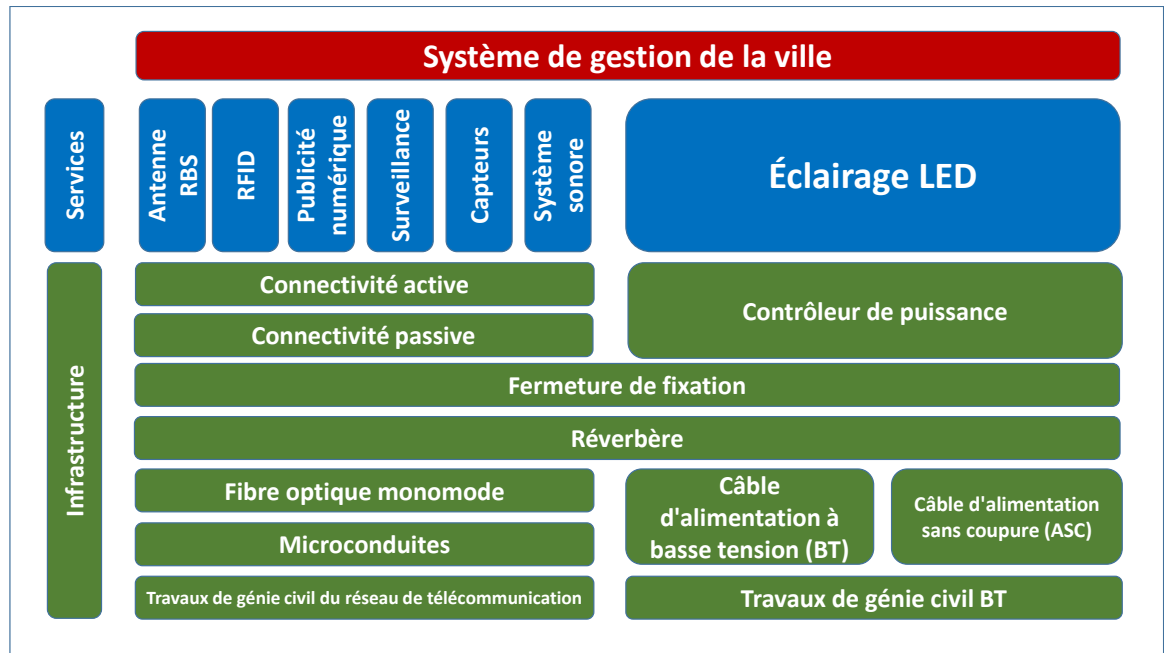 Système de gestion de la ville
Services
Antenne
RBS
RFID
Publicité
numérique
Surveillance
Capteurs
Système
sonore
Éclairage LED
Infrastructure
Connectivité active
Connectivité passive
Contrôleur de puissance
Fermeture de fixation
Réverbère
Fibre optique monomode
Microconduites
Câble
d'alimentation à
basse tension (BT)
Câble d'alimentation
sans coupure (ASC)
Travaux de génie civil du réseau de télécommunication
Travaux de génie civil BT